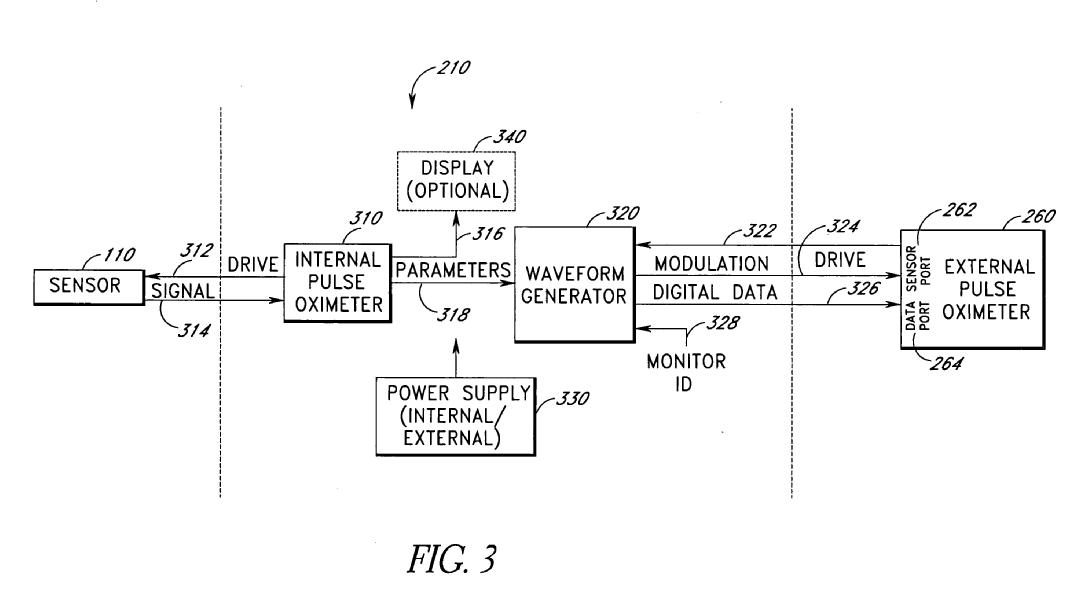 210
340
DISPLAY
(OPTIONAL)
310
316
320
322
324
262
260
110
312
DRIVE
INTERNAL
PULSE
OXIMETER
PARAMETERS
318
WAVEFORM
GENERATOR
MODULATION
DRIVE
DIGITAL DATA
326
SENSOR
PORT
DATA
PORT
EXTERNAL
PULSE
OXIMETER
264
SENSOR
SIGNAL
314
328
MONITOR
ID
POWER SUPPLY
(INTERNAL/
EXTERNAL)
330
FIG. 3